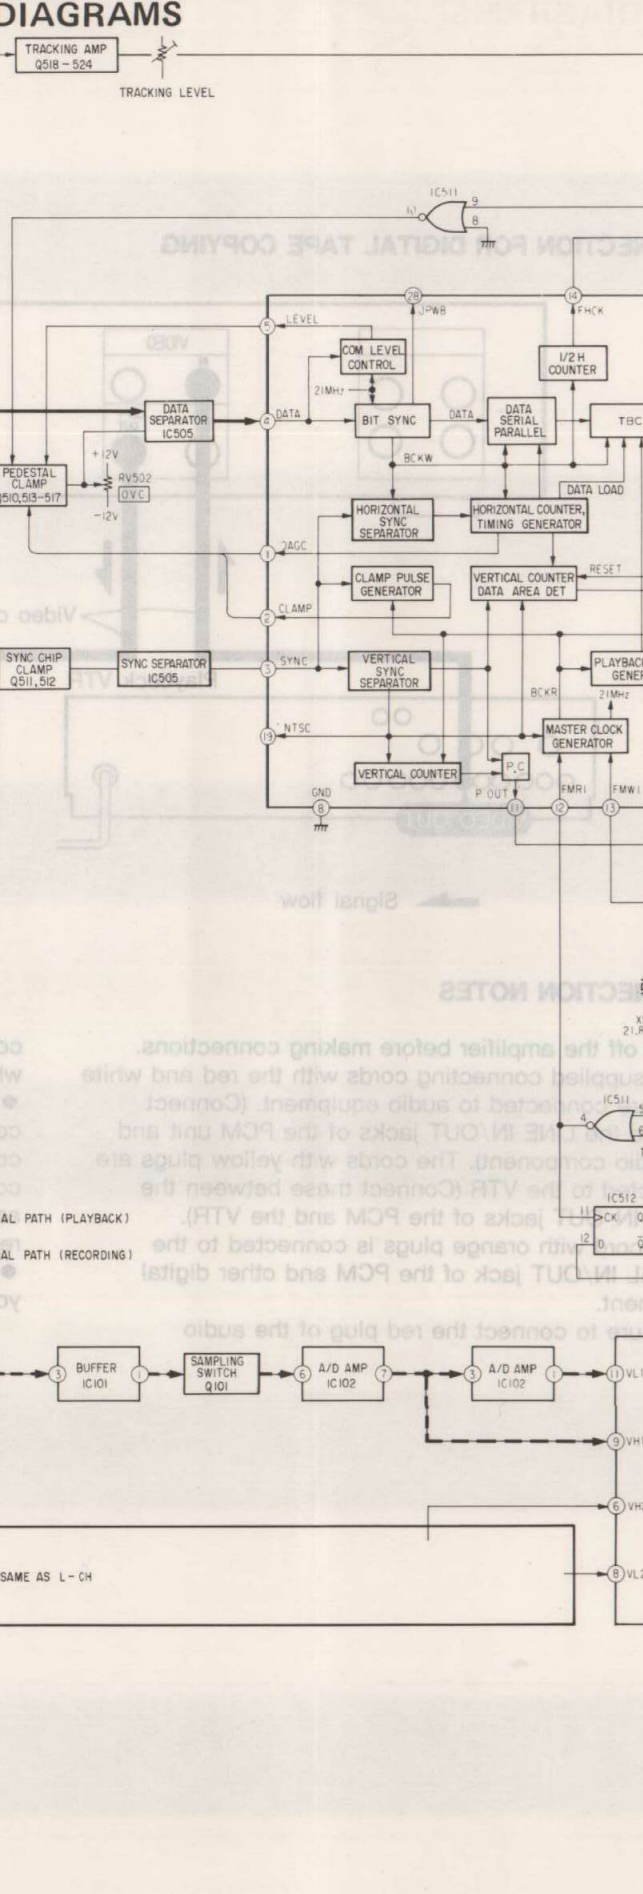 DIAGRAMS
TRACKING AMP
Q518-524
TRACKING LEVEL
IC511
10
9
8
28
JPWB
14
FHCK
5
LEVEL
COM LEVEL
CONTROL
1/2 H
COUNTER
21MHz
DATA
SEPARATOR
IC505
4
DATA
BIT SYNC
DATA
DATA
SERIAL
PARALLEL
TBC
+12V
RV502
OVC
-12V
PEDESTAL
CLAMP
Q510,513-517
BCKW
DATA LOAD
HORIZONTAL
SYNC
SEPARATOR
HORIZONTAL COUNTER,
TIMING GENERATOR
1
CLAMP PULSE
GENERATOR
VERTICAL COUNTER
DATA AREA DET
RESET
2
CLAMP
SYNC CHIP
CLAMP
Q511,512
SYNC SEPARATOR
IC505
3
SYNC
VERTICAL
SYNC
SEPARATOR
PLAYBACK
GENER
BCKR
21MHz
19
NTSC
MASTER CLOCK
GENERATOR
VERTICAL COUNTER
P.C
GND
8
P.OUT
11
12
FMRI
13
FMWI
21.
IC511
4
5
6
IC512
11
>CK
12
D
AL PATH (PLAYBACK)
AL PATH (RECORDING)
3
BUFFER
IC101
1
SAMPLING
SWITCH
Q101
6
A/D AMP
IC102
7
3
A/D AMP
IC102
1
11
VL1
9
VH1
6
VH2
SAME AS L-CH
8
VL2